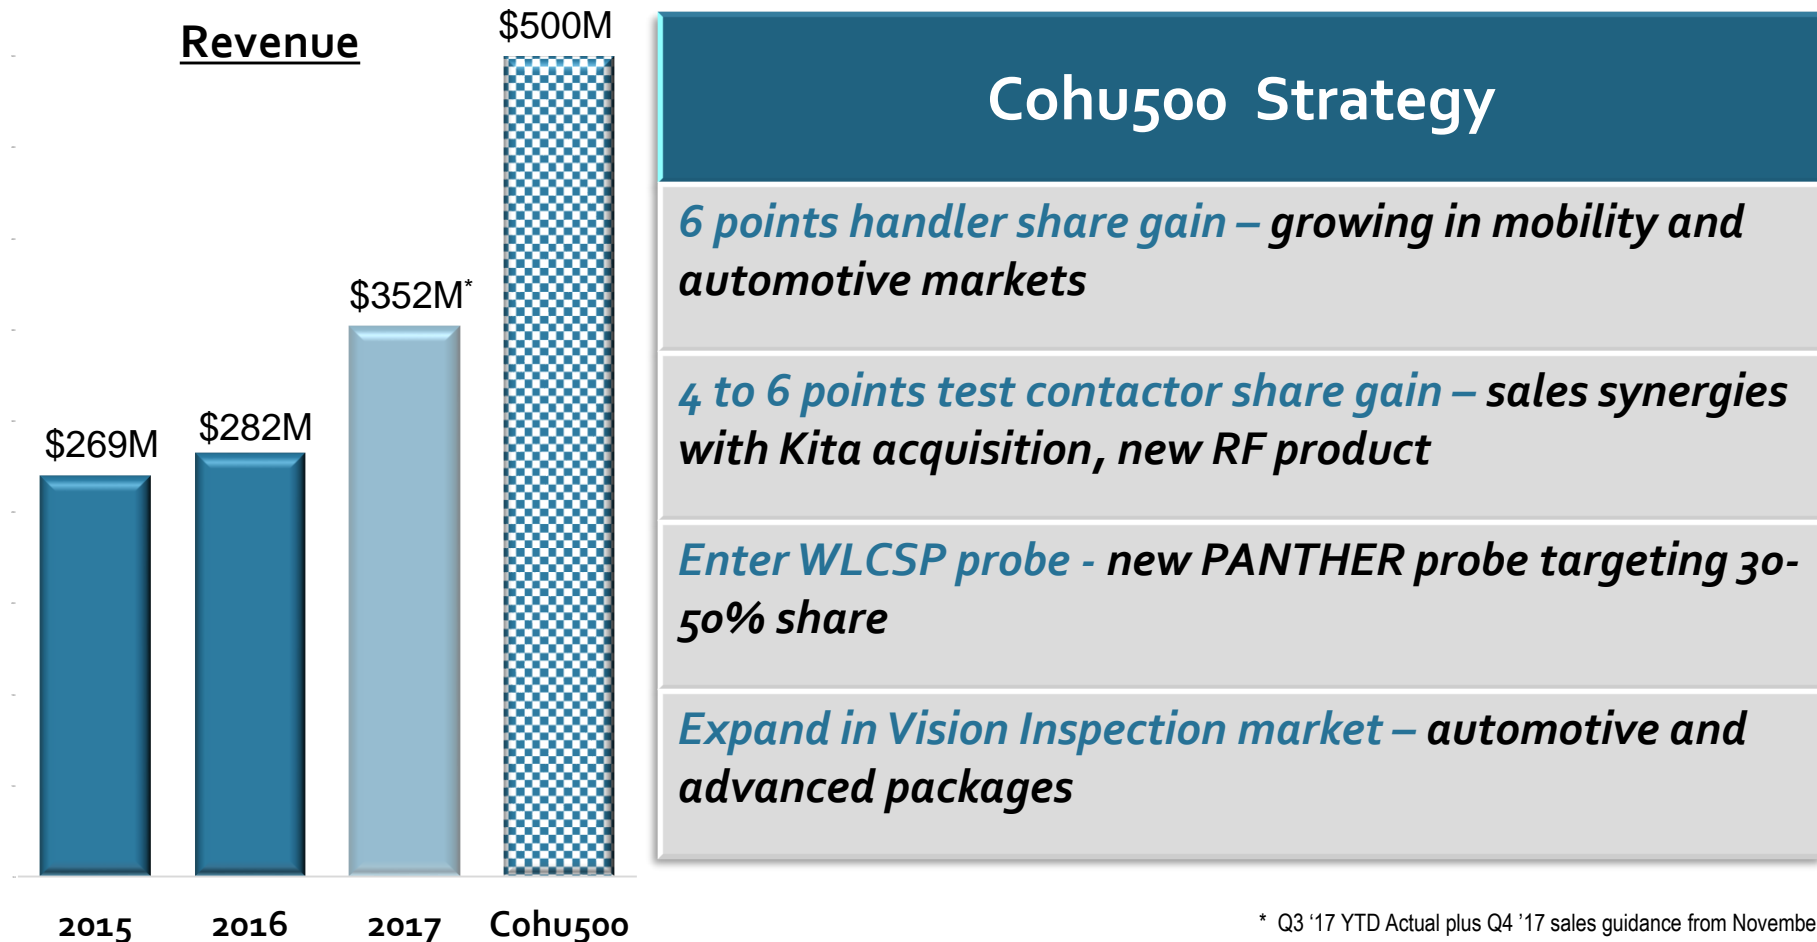 Revenue
$500M
$352M*
$282M
$269M
2015 2016 2017 Cohu500
Cohu500 Strategy
6 points handler share gain – growing in mobility and
automotive markets
4 to 6 points test contactor share gain – sales synergies
with Kita acquisition, new RF product
Enter WLCSP probe - new PANTHER probe targeting 30-
50% share
Expand in Vision Inspection market – automotive and
advanced packages
* Q3 ‘17 YTD Actual plus Q4 ’17 sales guidance from Novembe